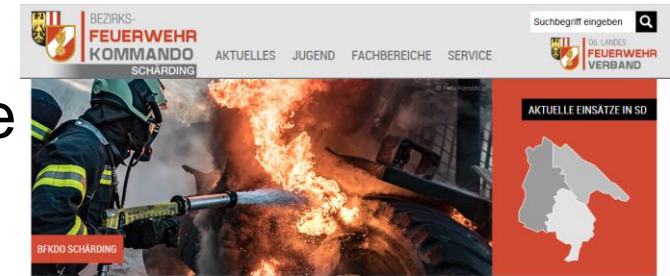 BEZIRKS-
FEUERWEHR
KOMMANDO
SCHÄRDING
AKTUELLES JUGEND FACHBEREICHE SERVICE
Suchbegriff eingeben
OÖ. LANDES
FEUERWEHR
VERBAND
e
AKTUELLE EINSÄTZE IN SD
BFKDO SCHÄRDING